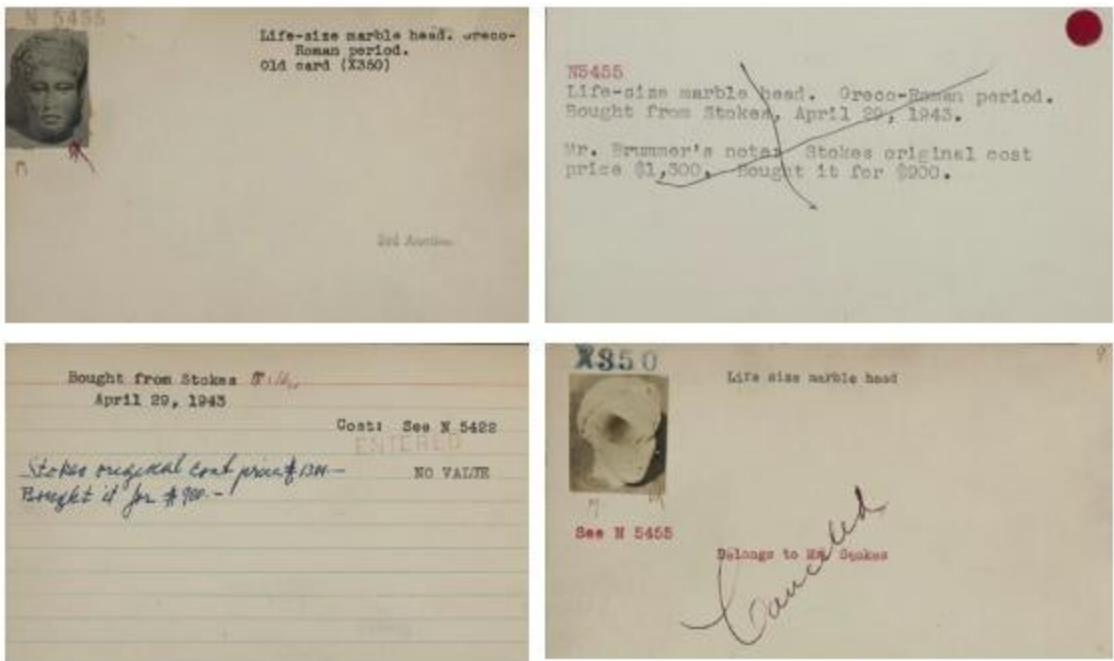 N 5455
Life-size marble head. Greco-
Roman period.
Old card (X350)
N5455
Life-size marble head. Greco-Roman period.
Bought from Stokes, April 29, 1943.
Mr. Brummer's note: Stokes original cost
price $1,300. Bought it for $900.
Bought from Stokes
April 29, 1943
Cost: See N 5422
ENTERED
NO VALUE
Stokes original cost price $1300.—
Bought it for $900.—
X350
9
Life size marble head
See N 5455
Belongs to Mr. Stokes
Canceled